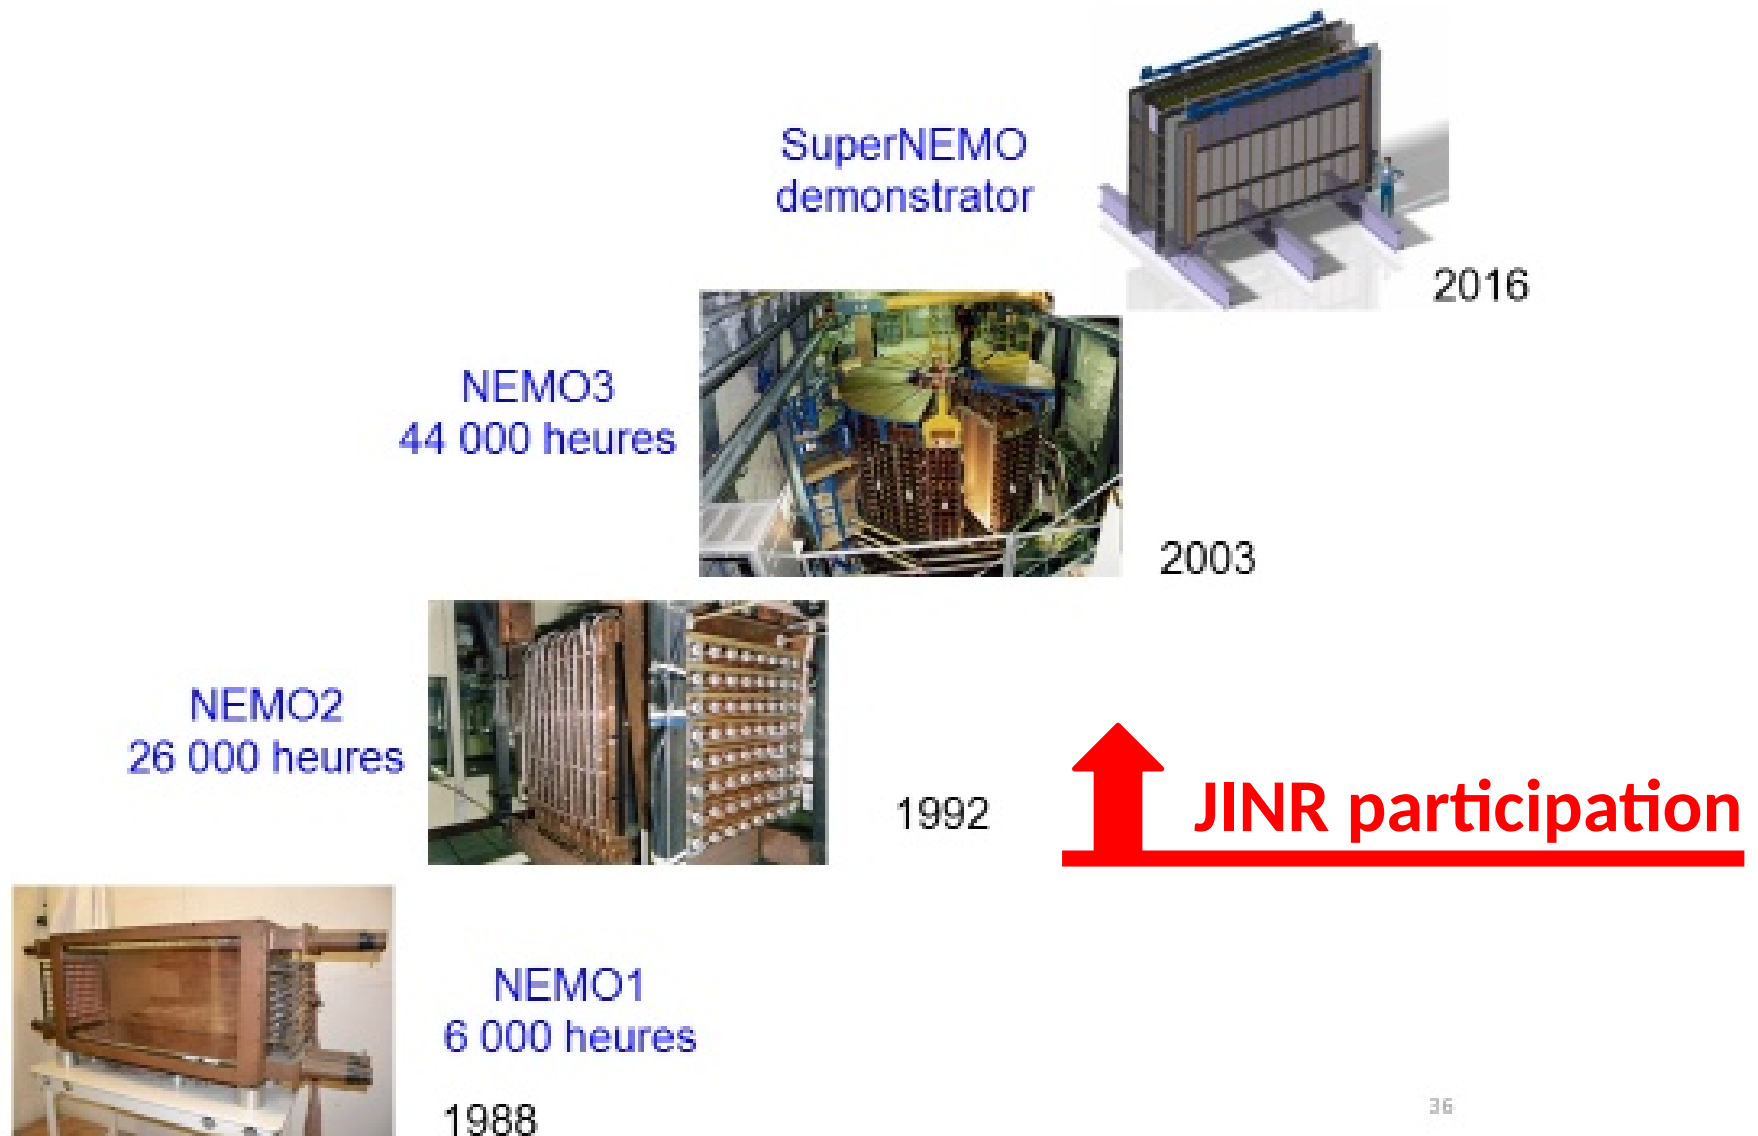 SuperNEMO
demonstrator
2016
NEMO3
44 000 heures
2003
NEMO2
26 000 heures
1992
JINR participation
NEMO1
6 000 heures
1988
36